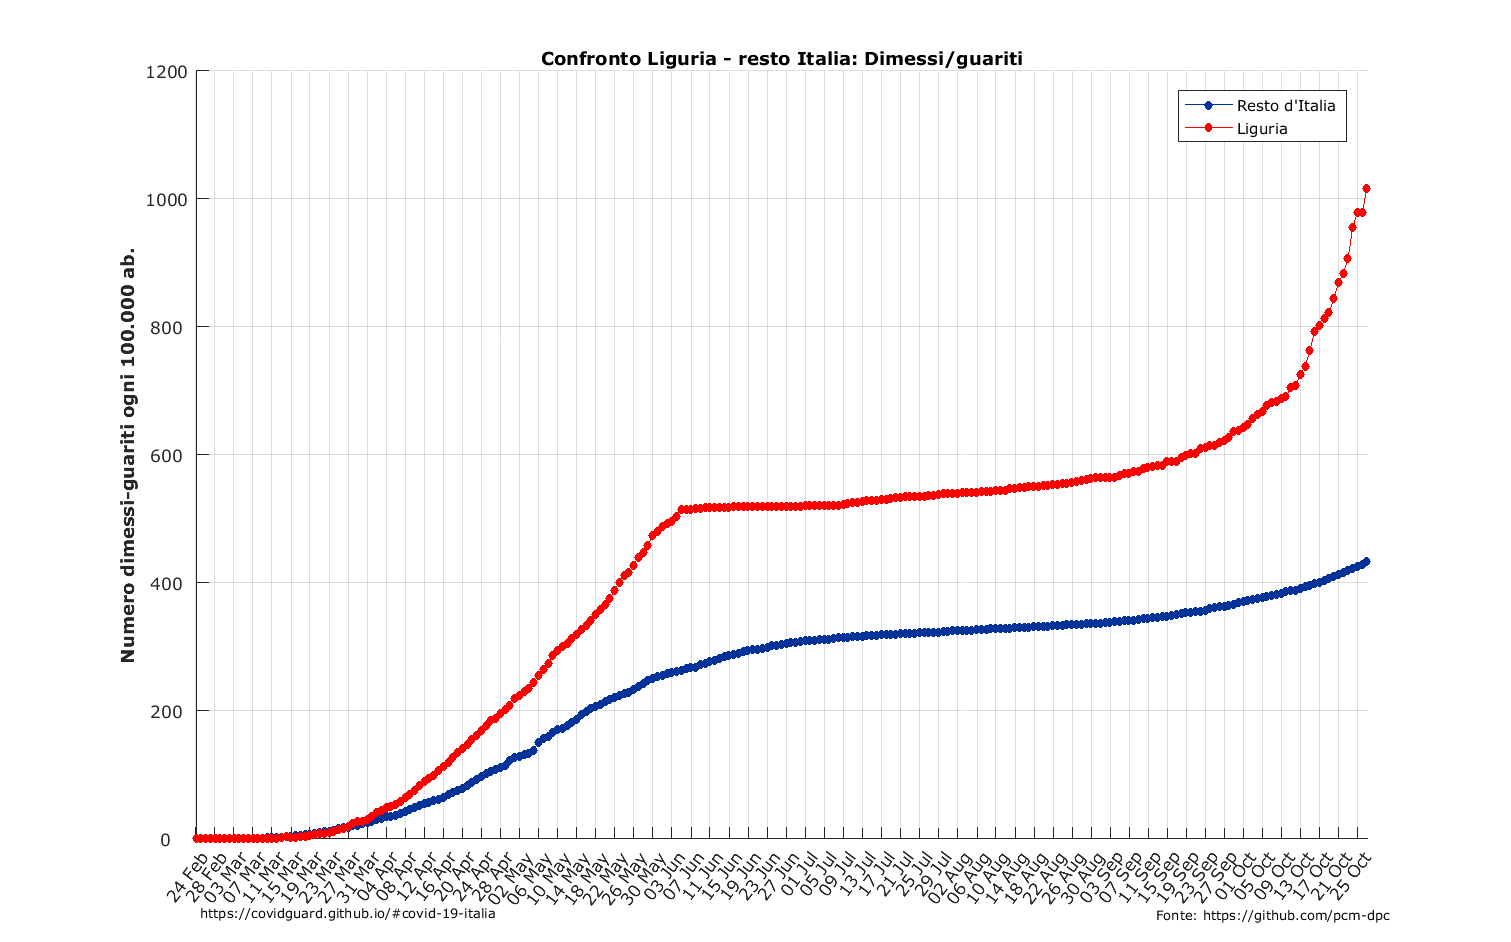 Confronto Liguria - resto Italia: Dimessi/guariti
Resto d'Italia
Liguria
Numero dimessi-guariti ogni 100.000 ab.
1200
1000
800
600
400
200
0
24 Feb
28 Feb
03 Mar
07 Mar
11 Mar
15 Mar
19 Mar
23 Mar
27 Mar
31 Mar
04 Apr
08 Apr
12 Apr
16 Apr
20 Apr
24 Apr
28 Apr
02 May
06 May
10 May
14 May
18 May
22 May
26 May
30 May
03 Jun
07 Jun
11 Jun
15 Jun
19 Jun
23 Jun
27 Jun
01 Jul
05 Jul
09 Jul
13 Jul
17 Jul
21 Jul
25 Jul
29 Jul
02 Aug
06 Aug
10 Aug
14 Aug
18 Aug
22 Aug
26 Aug
30 Aug
03 Sep
07 Sep
11 Sep
15 Sep
19 Sep
23 Sep
27 Sep
01 Oct
05 Oct
09 Oct
13 Oct
17 Oct
21 Oct
25 Oct
https://covidguard.github.io/#covid-19-italia
Fonte: https://github.com/pcm-dpc